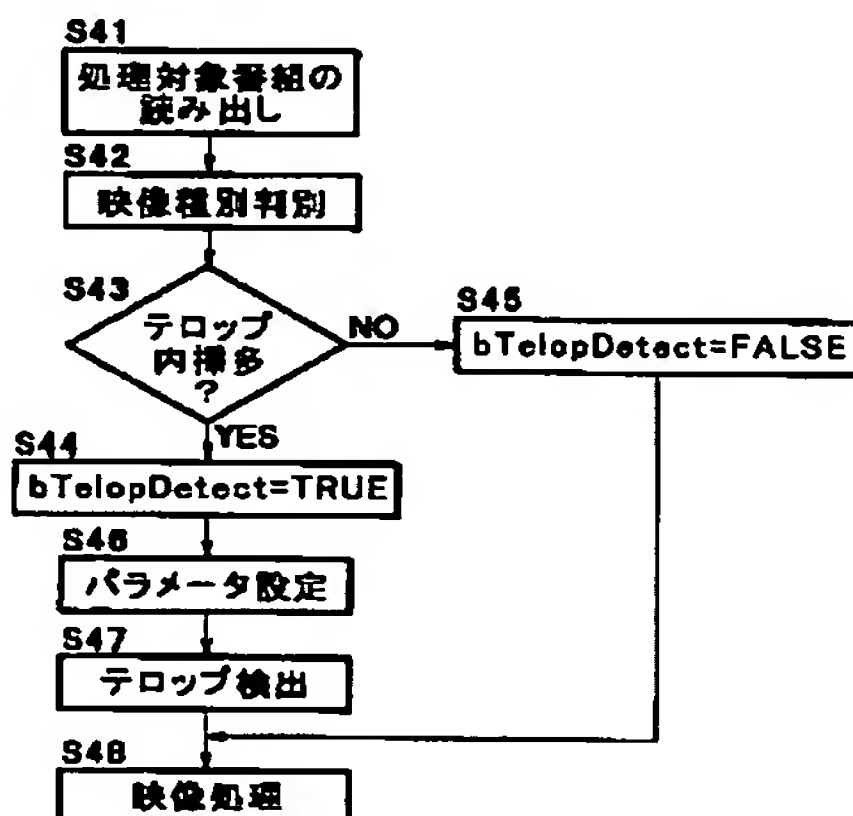 S41
処理対象番組の
読み出し
S42
映像種別判別
S43
テロップ
内挿多
?
NO
S45
bTelopDetect=FALSE
YES
S44
bTelopDetect=TRUE
S46
パラメータ設定
S47
テロップ検出
S48
映像処理